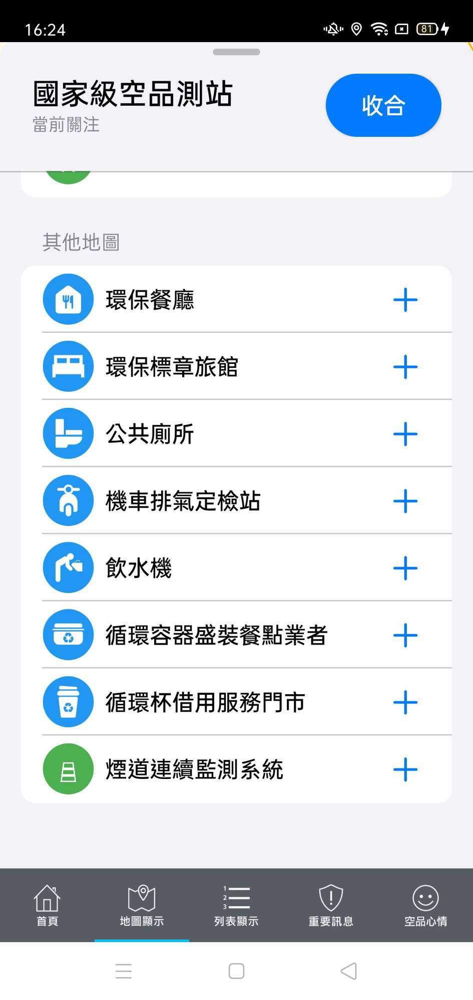 16:24
81
國家級空品測站
當前關注
收合
其他地圖
環保餐廳
環保標章旅館
公共廁所
機車排氣定檢站
飲水機
循環容器盛裝餐點業者
循環杯借用服務門市
煙道連續監測系統
首頁
地圖顯示
1
2
3
列表顯示
重要訊息
空品心情